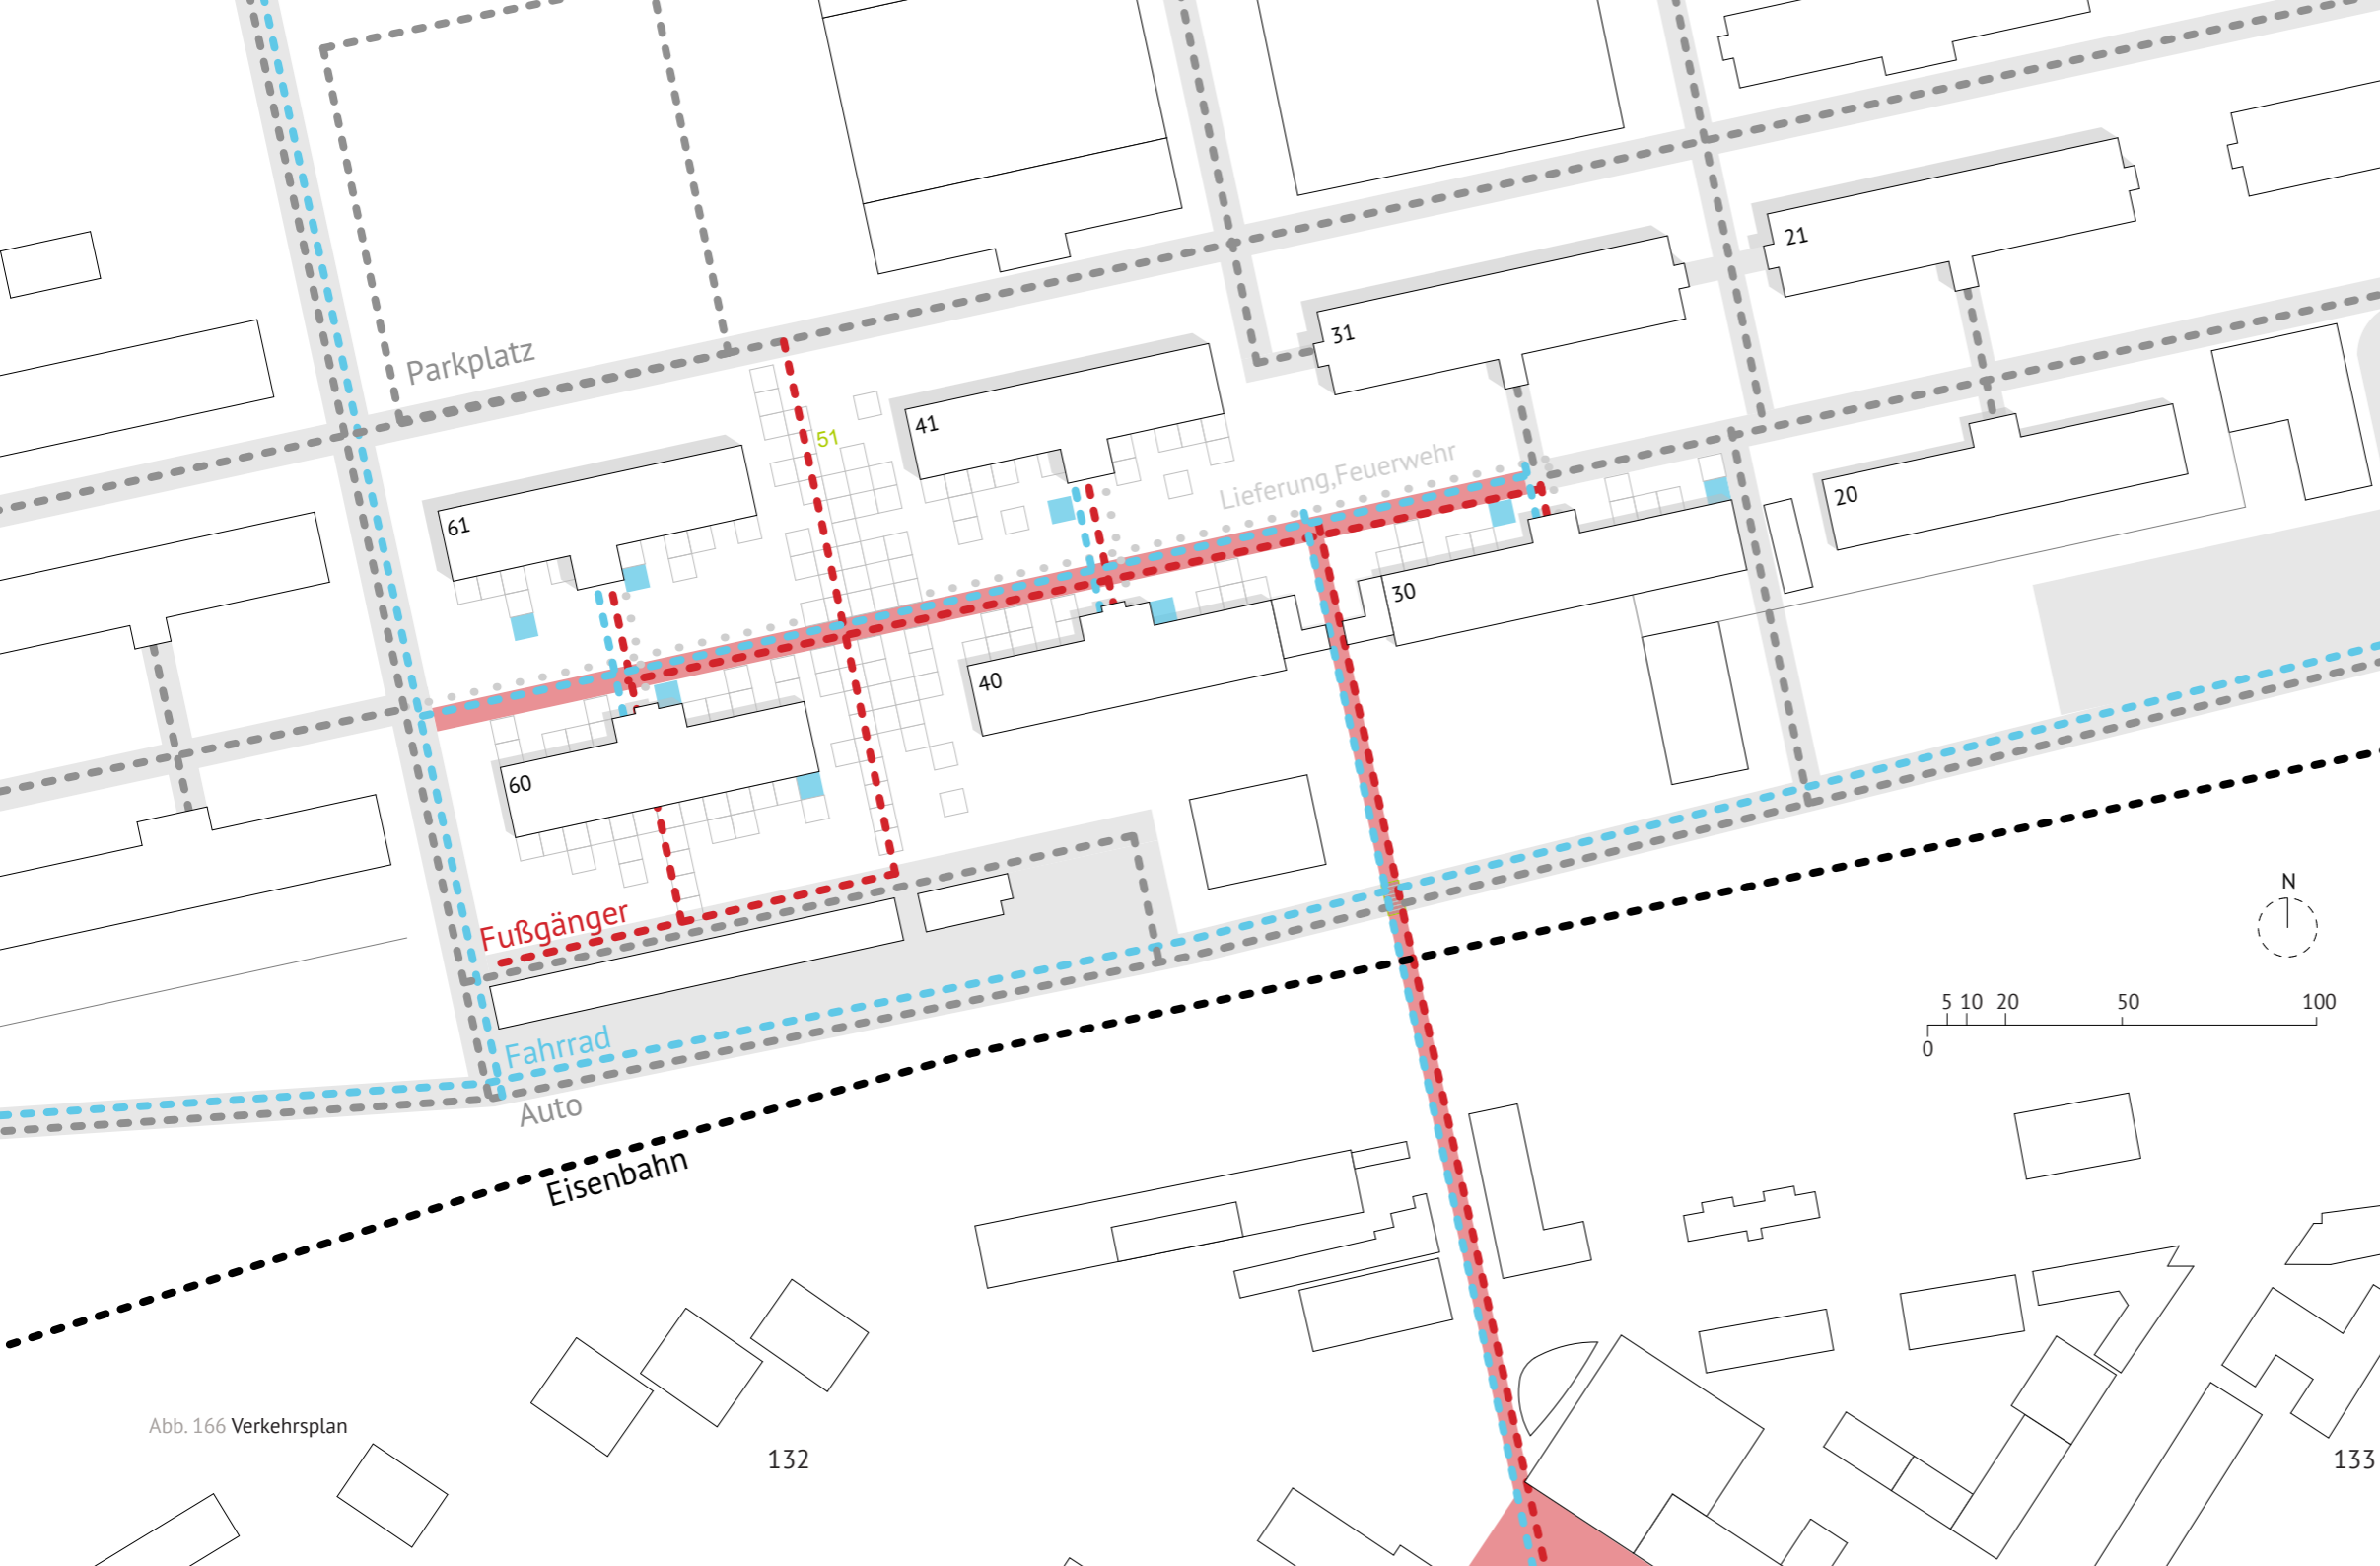 21
31
Parkplatz
41
51
Lieferung,Feuerwehr
20
61
30
40
60
N
Fußgänger
5 10 20 50 100
0
Fahrrad
Auto
Eisenbahn
Abb. 166 Verkehrsplan
132
133